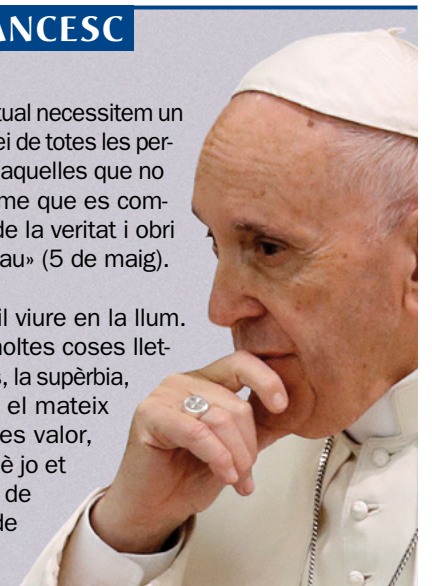 ANCESC
tual necessitem un
ei de totes les per-
aquelles que no
me que es com-
de la veritat i obri
au» (5 de maig).
il viure en la llum.
noltes coses llet-
s, la supèrbia,
el mateix
es valor,
è jo et
de
de